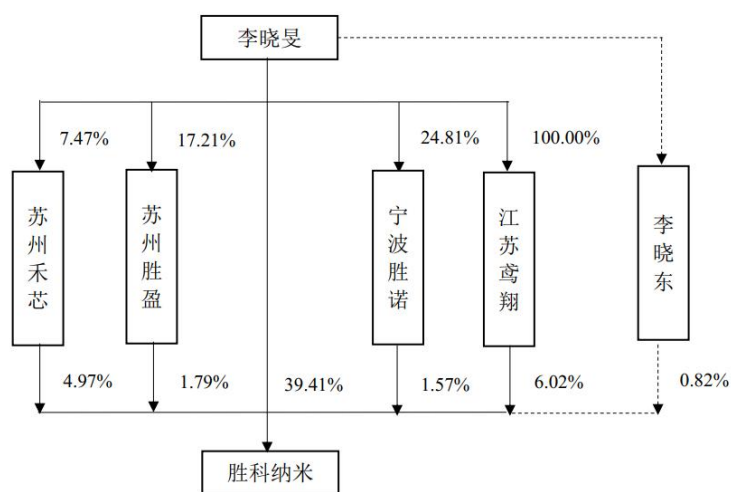 李晓旻
7.47%
17.21%
24.81%
100.00%
苏州禾芯
苏州胜盈
宁波胜诺
江苏鸢翔
李晓东
4.97%
1.79%
39.41%
1.57%
6.02%
0.82%
胜科纳米